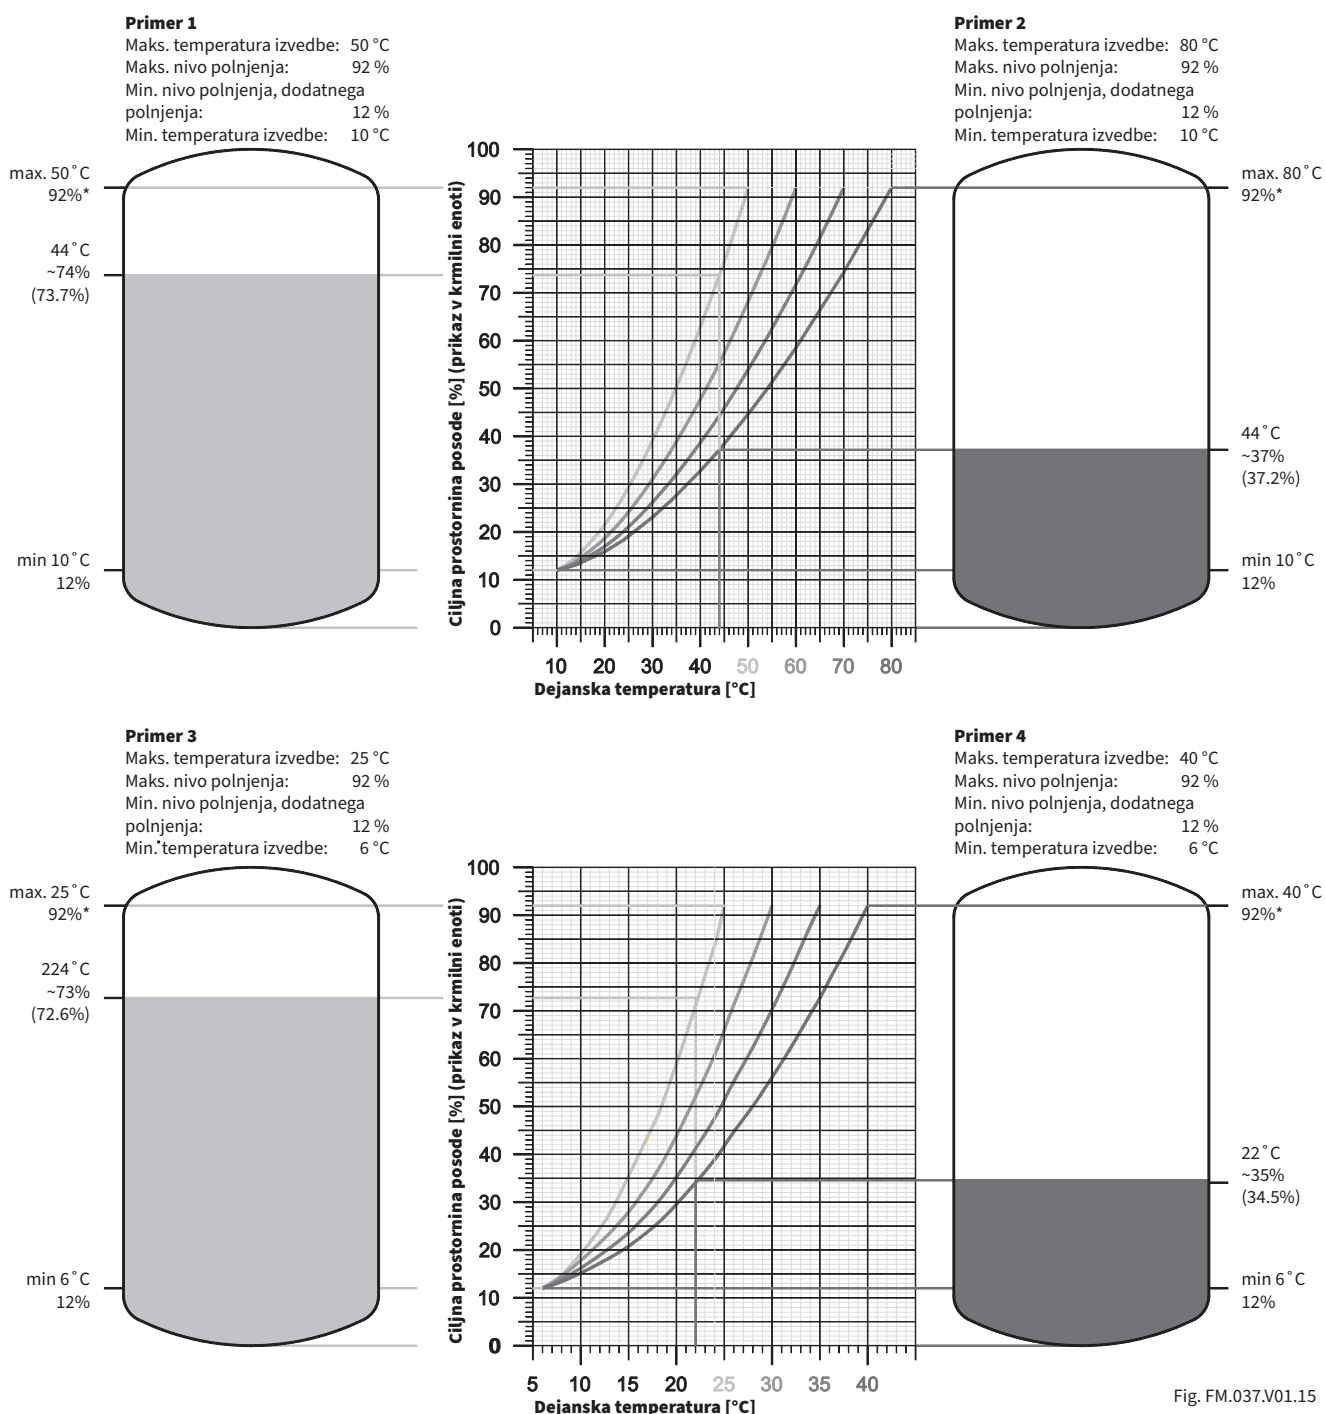 Primer 1
Maks. temperatura izvedbe: 50 °C
Maks. nivo polnjenja: 92 %
Min. nivo polnjenja, dodatnega
polnjenja: 12 %
Min. temperatura izvedbe: 10 °C
max. 50˚C
92%*
44˚C
~74%
(73.7%)
min 10˚C
12%
Ciljna prostornina posode [%] (prikaz v krmilni enoti)
100
90
80
70
60
50
40
30
20
10
0
10 20 30 40 50 60 70 80
Dejanska temperatura [°C]
Primer 2
Maks. temperatura izvedbe: 80 °C
Maks. nivo polnjenja: 92 %
Min. nivo polnjenja, dodatnega
polnjenja: 12 %
Min. temperatura izvedbe: 10 °C
max. 80˚C
92%*
44˚C
~37%
(37.2%)
min 10˚C
12%
Primer 3
Maks. temperatura izvedbe: 25 °C
Maks. nivo polnjenja: 92 %
Min. nivo polnjenja, dodatnega
polnjenja: 12 %
Min. temperatura izvedbe: 6 °C
max. 25˚C
92%*
224˚C
~73%
(72.6%)
min 6˚C
12%
Ciljna prostornina posode [%] (prikaz v krmilni enoti)
100
90
80
70
60
50
40
30
20
10
0
5 10 15 20 25 30 35 40
Dejanska temperatura [°C]
Primer 4
Maks. temperatura izvedbe: 40 °C
Maks. nivo polnjenja: 92 %
Min. nivo polnjenja, dodatnega
polnjenja: 12 %
Min. temperatura izvedbe: 6 °C
max. 40˚C
92%*
22˚C
~35%
(34.5%)
min 6˚C
12%
Fig. FM.037.V01.15